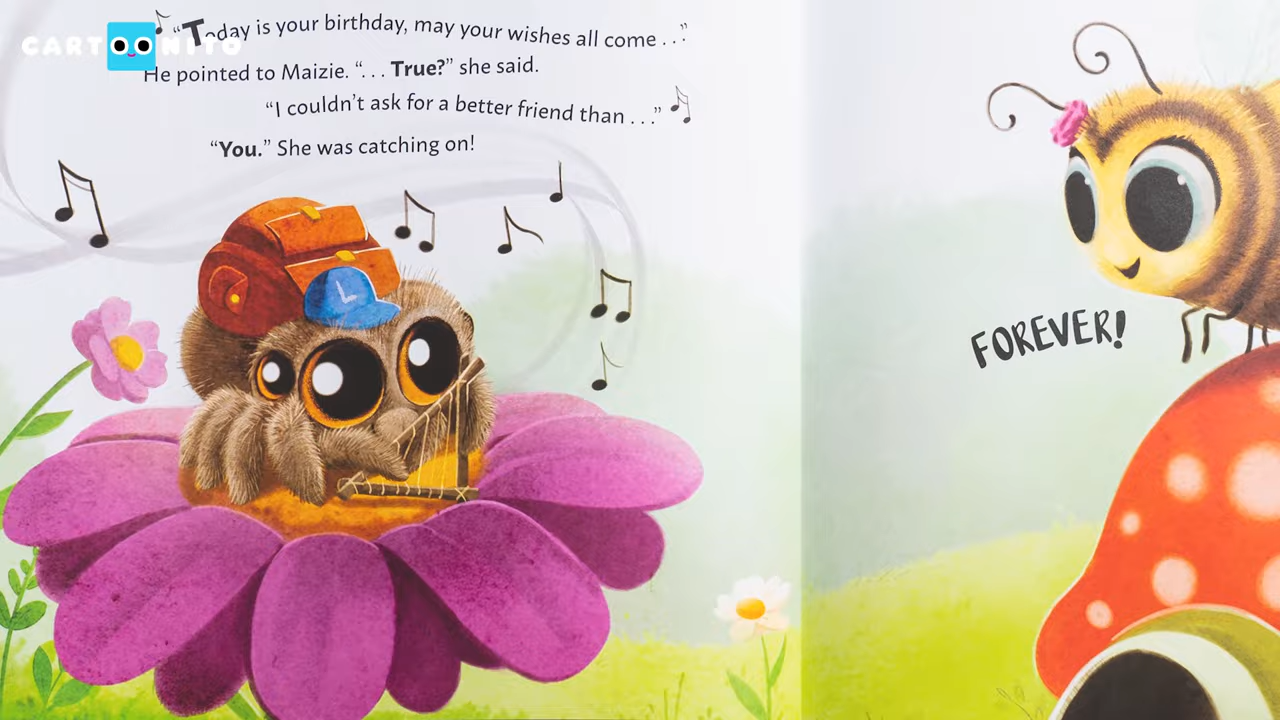 CARTOONITO
“Today is your birthday, may your wishes all come . . .”
He pointed to Maizie. “. . . True?” she said.
“I couldn’t ask for a better friend than . . .”
“You.” She was catching on!
L
FOREVER!